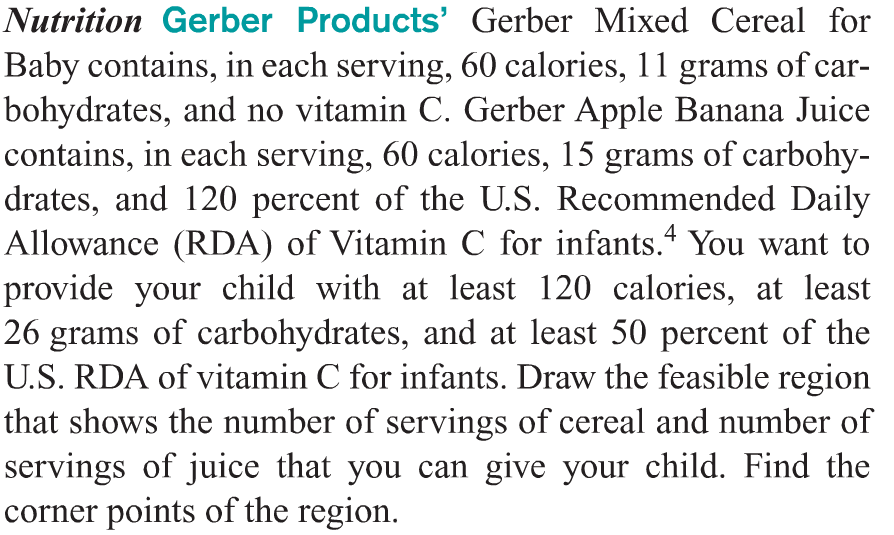 Nutrition Gerber Products’ Gerber Mixed Cereal for
Baby contains, in each serving, 60 calories, 11 grams of car-
bohydrates, and no vitamin C. Gerber Apple Banana Juice
contains, in each serving, 60 calories, 15 grams of carbohy-
drates, and 120 percent of the U.S. Recommended Daily
Allowance (RDA) of Vitamin C for infants.⁴ You want to
provide your child with at least 120 calories, at least
26 grams of carbohydrates, and at least 50 percent of the
U.S. RDA of vitamin C for infants. Draw the feasible region
that shows the number of servings of cereal and number of
servings of juice that you can give your child. Find the
corner points of the region.